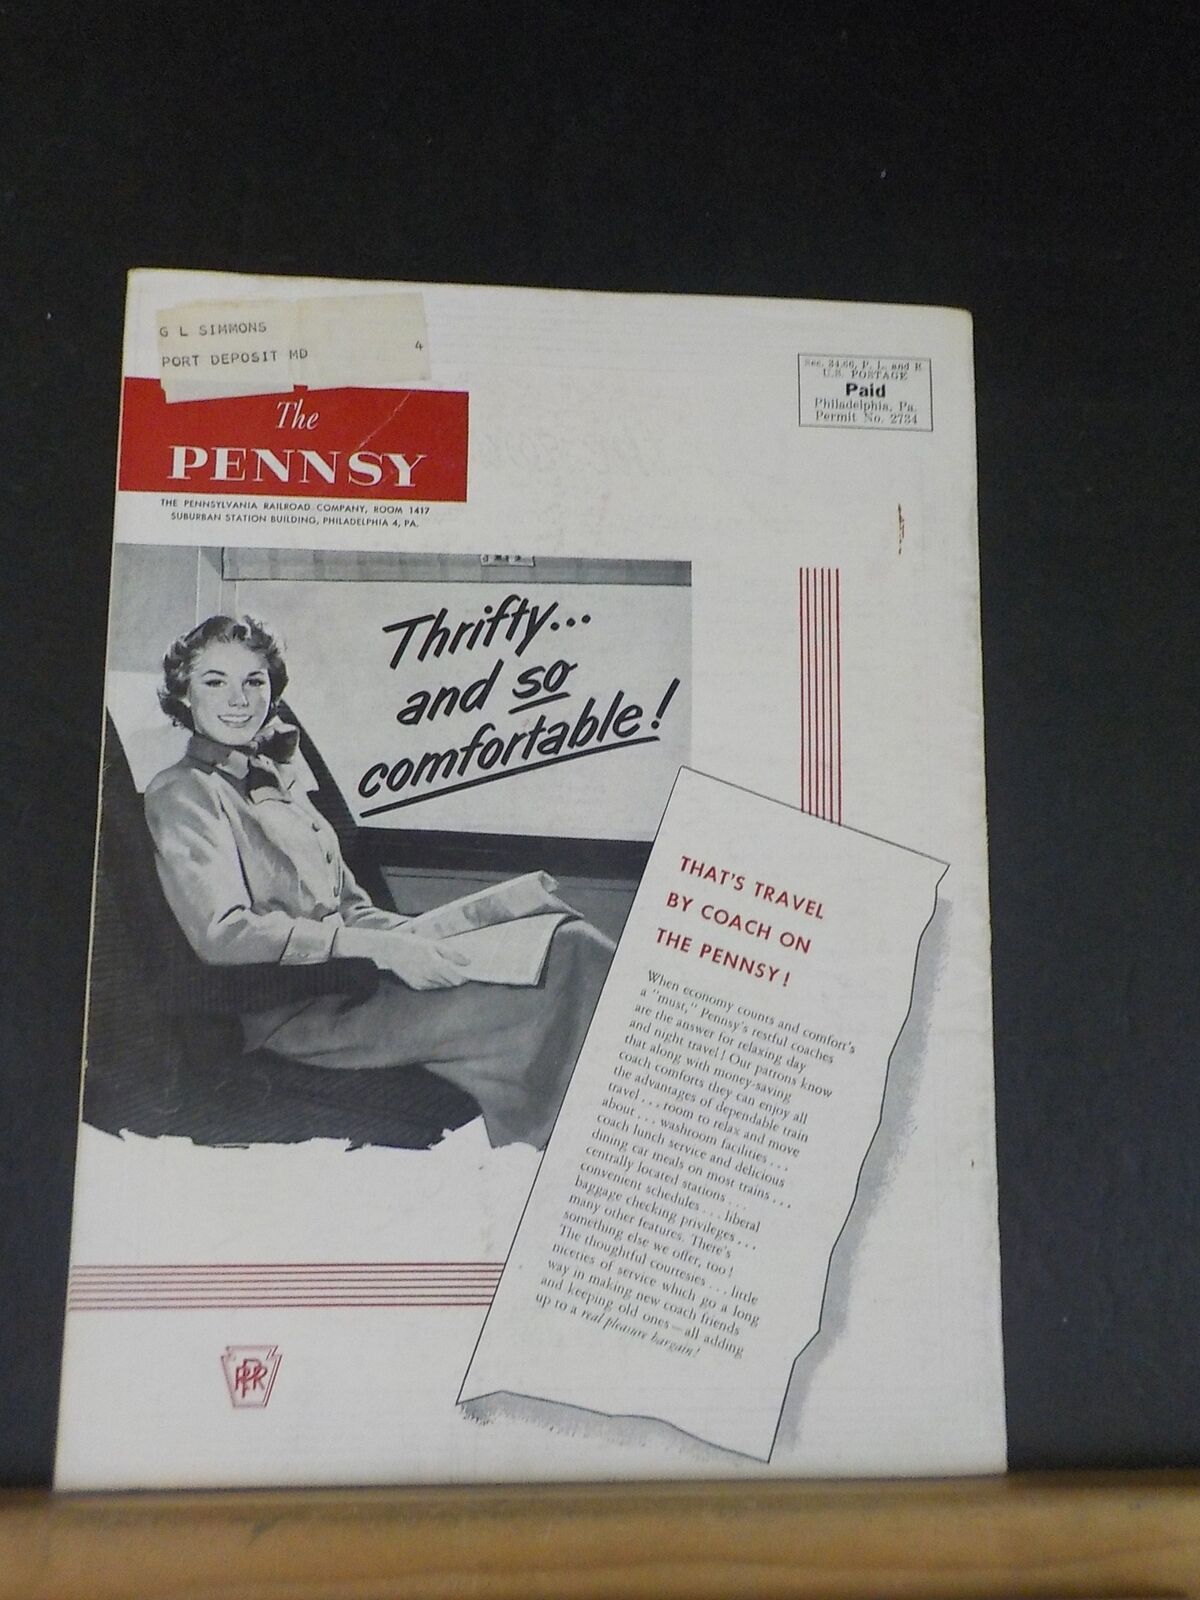 G L SIMMONS
PORT DEPOSIT MD 4
Sec. 34.66, P. L. and R
U.S. POSTAGE
Paid
Philadelphia, Pa.
Permit No. 2734
The
PENNSY
THE PENNSYLVANIA RAILROAD COMPANY, ROOM 1417
SUBURBAN STATION BUILDING, PHILADELPHIA 4, PA.
Thrifty...
and so
comfortable!
THAT'S TRAVEL
BY COACH ON
THE PENNSY!
When economy counts and comfort's
a "must," Pennsy's restful coaches
are the answer for relaxing day
and night travel! Our patrons know
that along with money-saving
coach comforts they can enjoy all
the advantages of dependable train
travel...room to relax and move
about...washroom facilities...
coach lunch service and delicious
dining car meals on most trains...
centrally located stations...
convenient schedules...liberal
baggage checking privileges...
many other features. There's
something else we offer, too!
The thoughtful courtesies...little
niceties of service which go a long
way in making new coach friends
and keeping old ones—all adding
up to a real pleasure bargain!
PRR